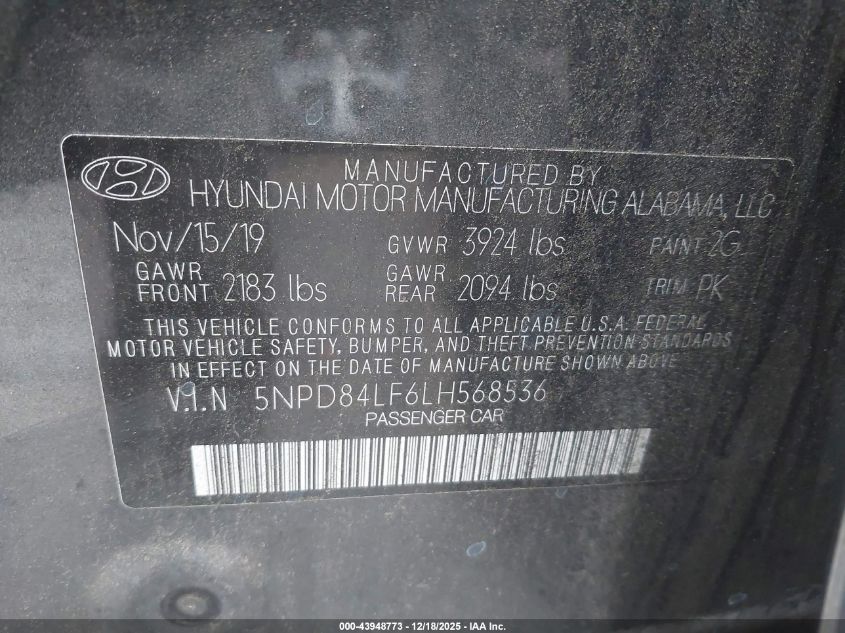 MANUFACTURED BY
HYUNDAI MOTOR MANUFACTURING ALABAMA, LLC
Nov/15/19 GVWR 3924 lbs PAINT 2G
GAWR FRONT 2183 lbs GAWR REAR 2094 lbs TRIM PK
THIS VEHICLE CONFORMS TO ALL APPLICABLE U.S.A. FEDERAL
MOTOR VEHICLE SAFETY, BUMPER, AND THEFT PREVENTION STANDARDS
IN EFFECT ON THE DATE OF MANUFACTURE SHOWN ABOVE
V.I.N 5NPD84LF6LH568536
PASSENGER CAR
000-43948773 - 12/18/2025 - IAA Inc.